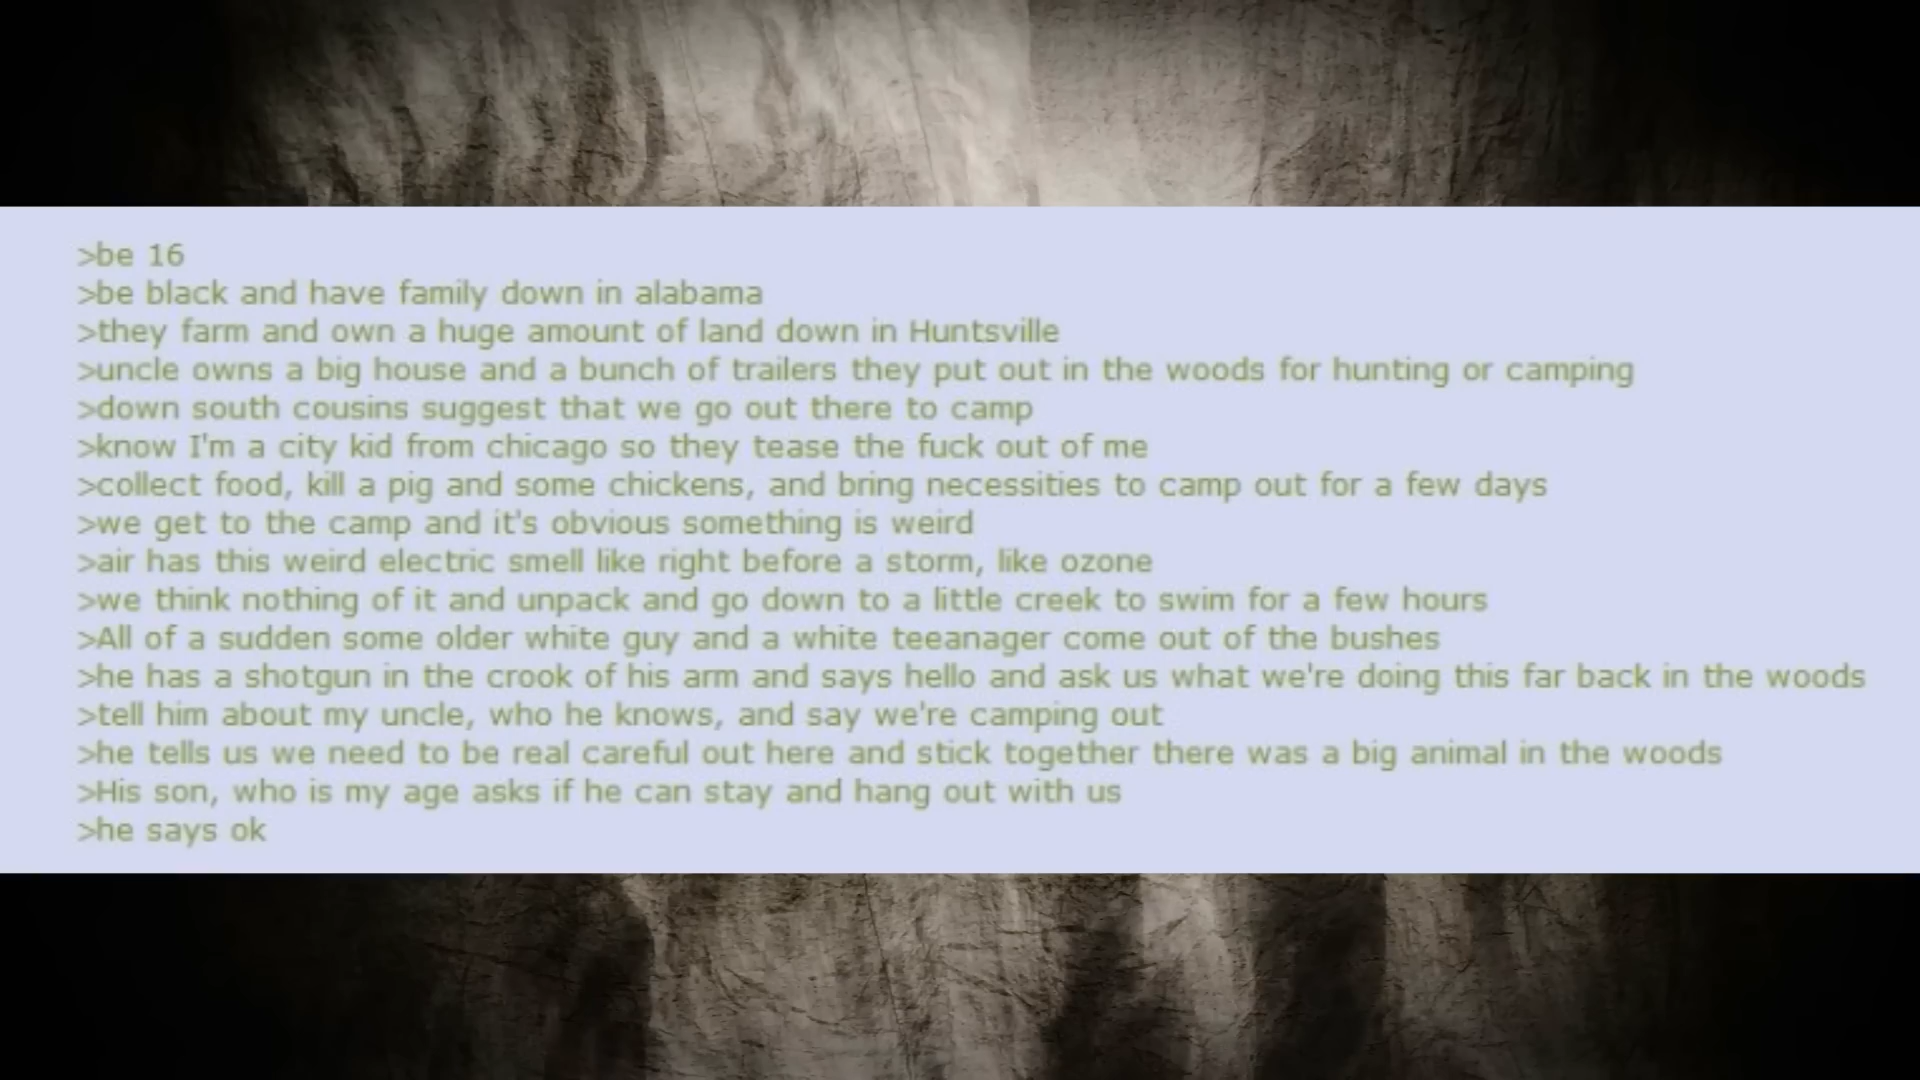 >be 16
>be black and have family down in alabama
>they farm and own a huge amount of land down in Huntsville
>uncle owns a big house and a bunch of trailers they put out in the woods for hunting or camping
>down south cousins suggest that we go out there to camp
>know I'm a city kid from chicago so they tease the fuck out of me
>collect food, kill a pig and some chickens, and bring necessities to camp out for a few days
>we get to the camp and it's obvious something is weird
>air has this weird electric smell like right before a storm, like ozone
>we think nothing of it and unpack and go down to a little creek to swim for a few hours
>All of a sudden some older white guy and a white teeanager come out of the bushes
>he has a shotgun in the crook of his arm and says hello and ask us what we're doing this far back in the woods
>tell him about my uncle, who he knows, and say we're camping out
>he tells us we need to be real careful out here and stick together there was a big animal in the woods
>His son, who is my age asks if he can stay and hang out with us
>he says ok